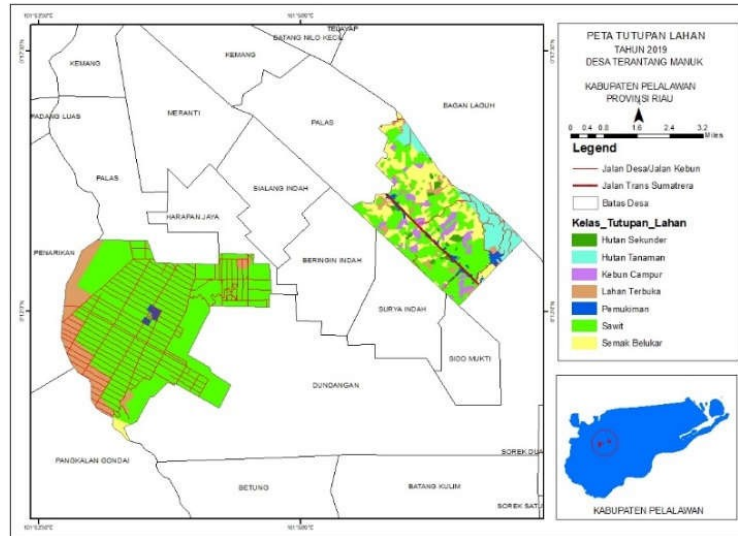 PETA TUTUPAN LAHAN
TAHUN 2019
DESA TERANTANG MANUK
KABUPATEN PELALAWAN
PROVINSI RIAU
0 0.4 0.8 1.6 2.4 3.2
Miles
Legend
Jalan Desa/Jalan Kebun
Jalan Trans Sumatrera
Batas Desa
Kelas_Tutupan_Lahan
Hutan Sekunder
Hutan Tanaman
Kebun Campur
Lahan Terbuka
Pemukiman
Sawit
Semak Belukar
KABUPATEN PELALAWAN
TELAYAP
BATANG NILO KECIL
KEMANG
KEMANG
BAGAN LAGUH
PADANG LUAS
MERANTI
PALAS
PALAS
SIALANG INDAH
HARAPAN JAYA
PENARIKAN
BERINGIN INDAH
SURYA INDAH
SIDO MUKTI
DUNDANGAN
PANGKALAN GONDAI
SOREK DUA
BETUNG
BATANG KULIM
SOREK SATU